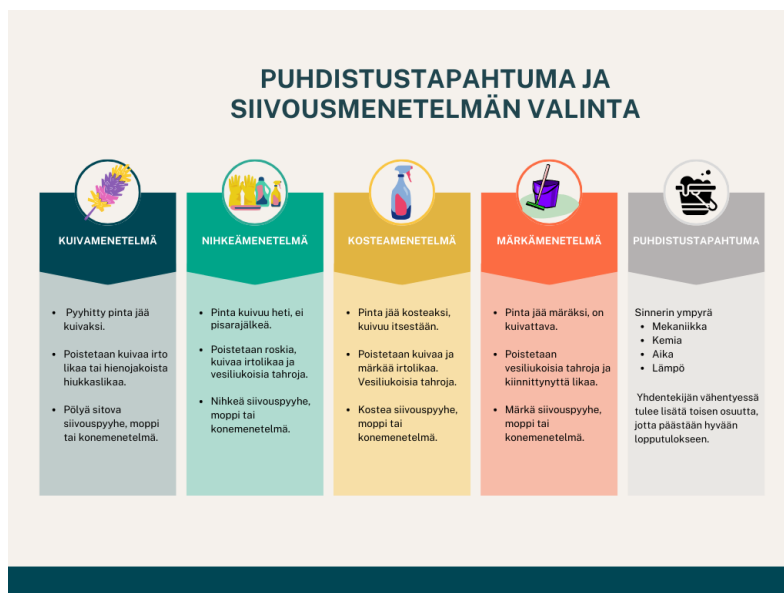 PUHDISTUSTAPAHTUMA JA
SIIVOUSMENETELMÄN VALINTA
KUIVAMENETELMÄ
• Pyyhitty pinta jää
kuivaksi.
• Poistetaan kuivaa irto
likaa tai hienojakoista
hiukkaslikaa.
• Pölyä sitova
siivouspyyhe, moppi
tai konemenetelmä.
NIHKEÄMENETELMÄ
• Pinta kuivuu heti, ei
pisarajälkeä.
• Poistetaan roskia,
kuivaa irtolikaa ja
vesiliukoisia tahroja.
• Nihkeä siivouspyyhe,
moppi tai
konemenetelmä.
KOSTEAMENETELMÄ
• Pinta jää kosteaksi,
kuivuu itsestään.
• Poistetaan kuivaa ja
märkää irtolikaa.
Vesiliukoisia tahroja.
• Kostea siivouspyyhe,
moppi tai
konemenetelmä.
MÄRKÄMENETELMÄ
• Pinta jää märäksi, on
kuivattava.
• Poistetaan
vesiliukoisia tahroja ja
kiinnittynyttä likaa.
• Märkä siivouspyyhe,
moppi tai
konemenetelmä.
PUHDISTUSTAPAHTUMA
Sinnerin ympyrä
• Mekaniikka
• Kemia
• Aika
• Lämpö
Yhdentekijän vähentyessä
tulee lisätä toisen osuutta,
jotta päästään hyvään
lopputulokseen.